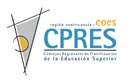 región centro oeste - coes
CPRES
Consejos Regionales de Planificación
de la Educación Superior